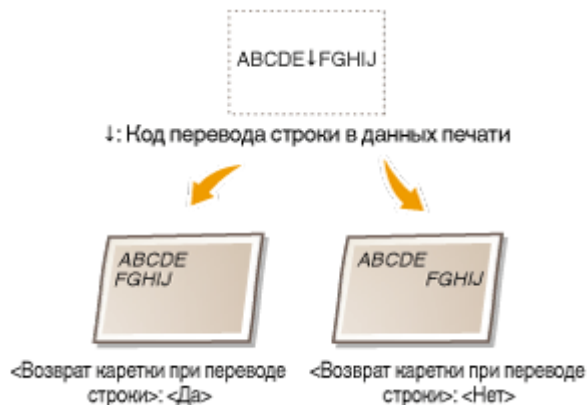 ABCDE↓FGHIJ
↓: Код перевода строки в данных печати
ABCDE
FGHIJ
<Возврат каретки при переводе
строки>: <Да>
ABCDE
FGHIJ
<Возврат каретки при переводе
строки>: <Нет>